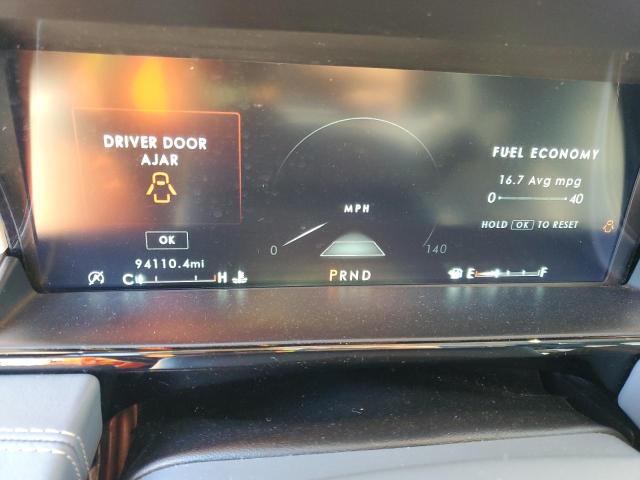 DRIVER DOOR
AJAR
OK
94110.4mi
C H
MPH
0 140
PRND
FUEL ECONOMY
16.7 Avg mpg
0 40
HOLD OK TO RESET
E F